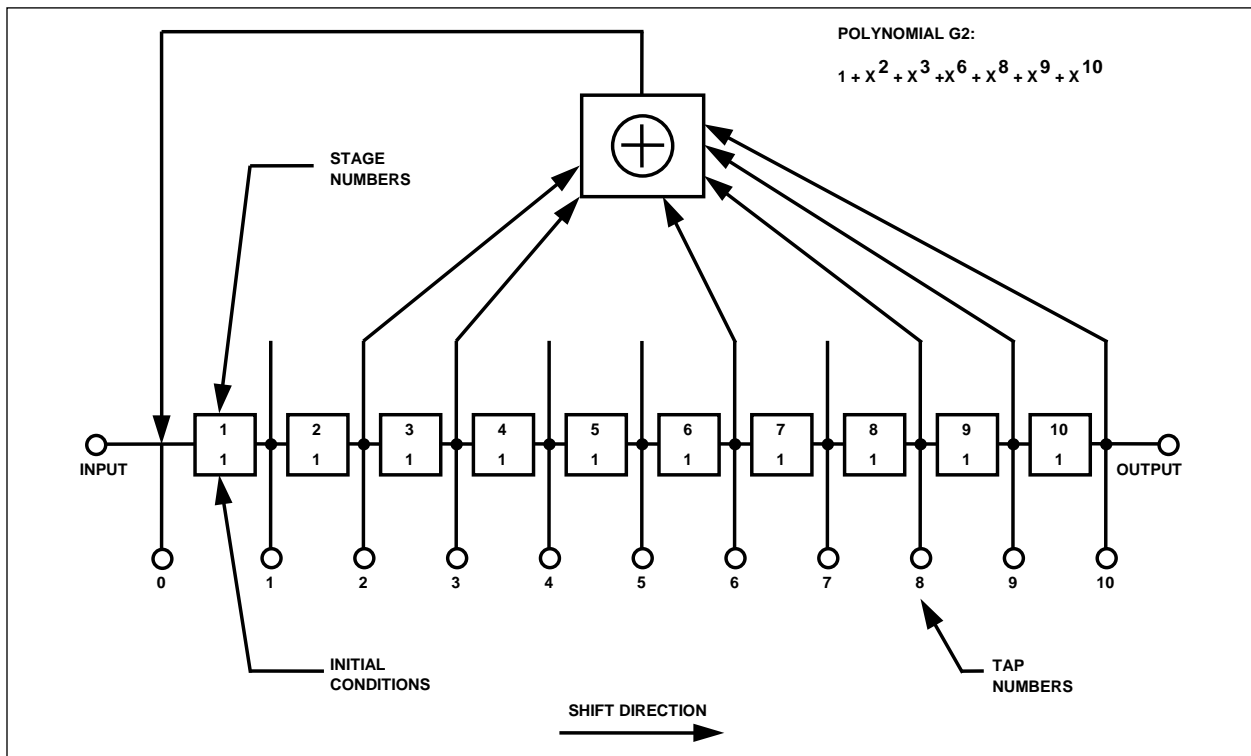 POLYNOMIAL G2:
1 + X² + X³ +X⁶ + X⁸ + X⁹ + X¹⁰
STAGE
NUMBERS
1 2 3 4 5 6 7 8 9 10
1 1 1 1 1 1 1 1 1 1
INPUT
OUTPUT
0 1 2 3 4 5 6 7 8 9 10
INITIAL
CONDITIONS
TAP
NUMBERS
SHIFT DIRECTION